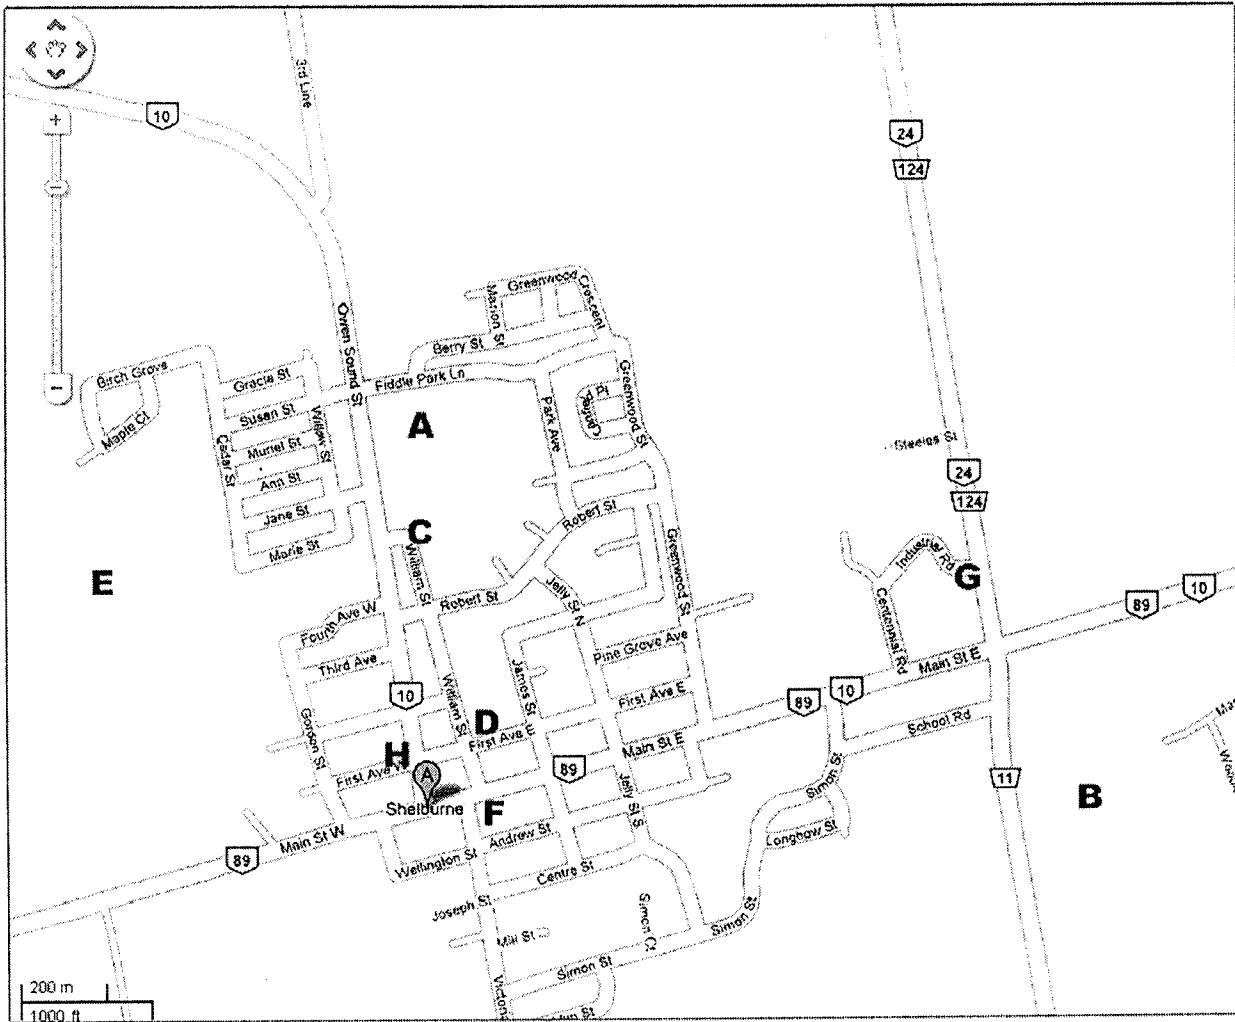 10
3rd Line
24
124
+
−
−
Greenwood
Crescent
Marion St
Owen Sound St
Berry St
Birch Grove
Gracie St
Fiddle Park Ln
Greenwood St
Susan St
Willow St
Maple Ct
Park Ave
Pl
A
Cedar St
Muriel St
Steeles St
Ann St
24
124
Jane St
Robert St
Marie St
C
William St
Greenwood St
Industrial Rd
G
E
Jelly St N
Robert St
Centennial Rd
89
10
Fourth Ave W
Third Ave
Pine Grove Ave
James St
Main St E
10
William St
First Ave E
89
10
Gordon St
D
First Ave E
School Rd
H
Main St E
First Ave W
A
89
Simon St
11
Shelburne
F
Jelly St S
B
Main St W
Andrew St
Longbow St
89
Wellington St
Centre St
Joseph St
Simon Ct
Simon St
Mill St
Simon St
200 m
1000 ft